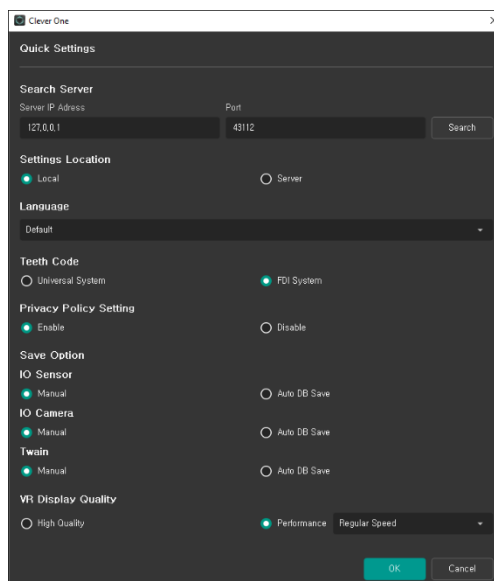 Clever One
Quick Settings
Search Server
Server IP Adress Port
127,0,0,1 43112 Search
Settings Location
Local Server
Language
Default
Teeth Code
Universal System FDI System
Privacy Policy Setting
Enable Disable
Save Option
IO Sensor
Manual Auto DB Save
IO Camera
Manual Auto DB Save
Twain
Manual Auto DB Save
VR Display Quality
High Quality Performance Regular Speed
OK Cancel